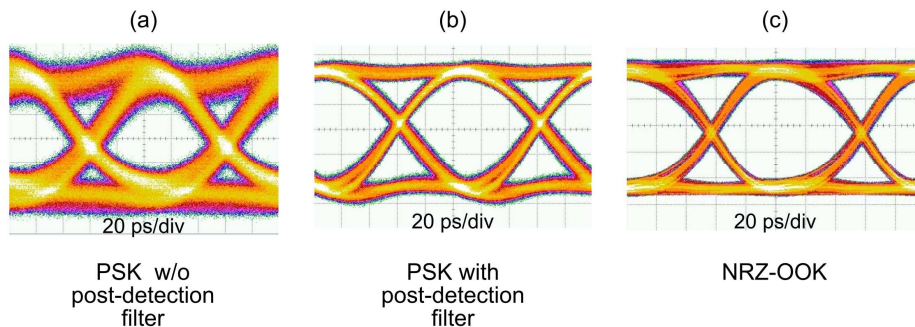 (a)
(b)
(c)
20 ps/div
20 ps/div
20 ps/div
PSK w/o
post-detection
filter
PSK with
post-detection
filter
NRZ-OOK